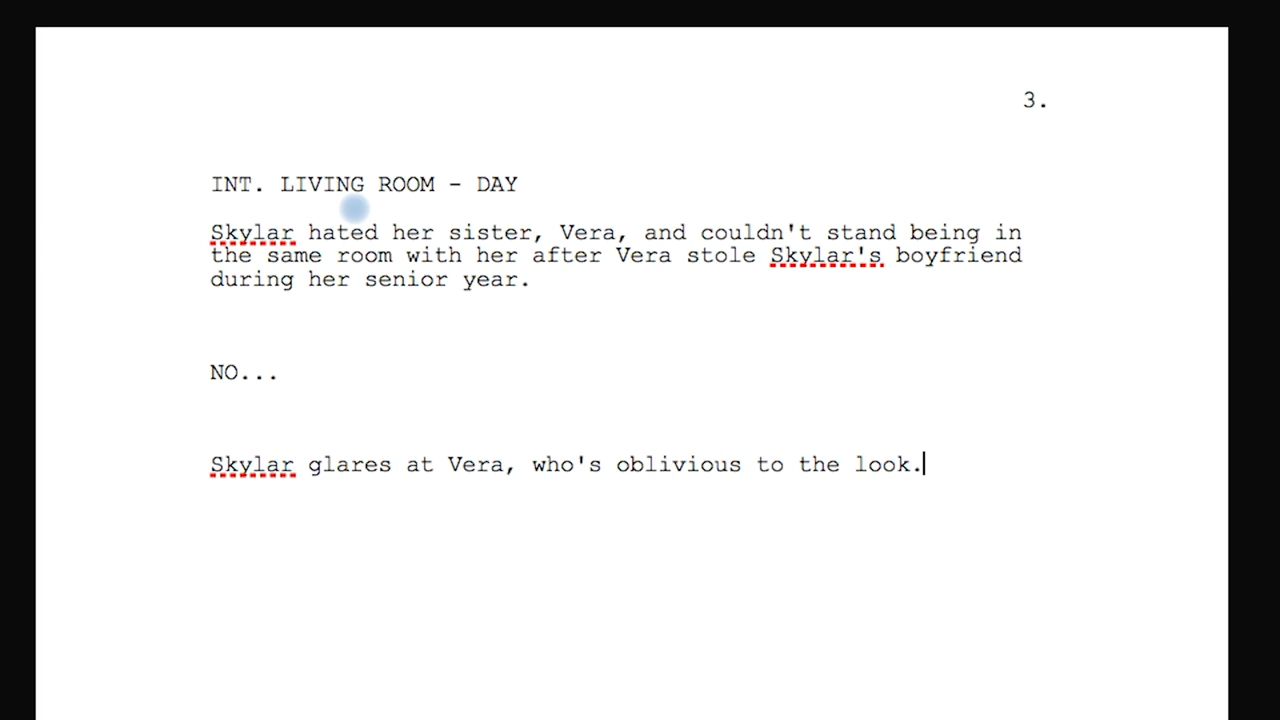 3.
INT. LIVING ROOM - DAY
Skylar hated her sister, Vera, and couldn't stand being in
the same room with her after Vera stole Skylar's boyfriend
during her senior year.
NO...
Skylar glares at Vera, who's oblivious to the look.